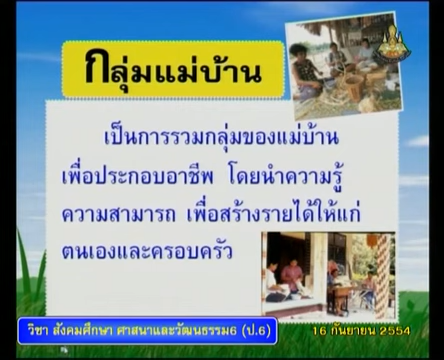 กลุ่มแม่บ้าน
เป็นการรวมกลุ่มของแม่บ้าน
เพื่อประกอบอาชีพ โดยนำความรู้
ความสามารถ เพื่อสร้างรายได้ให้แก่
ตนเองและครอบครัว
วิชา สังคมศึกษา ศาสนาและวัฒนธรรม6 (ป.6)
16 กันยายน 2554